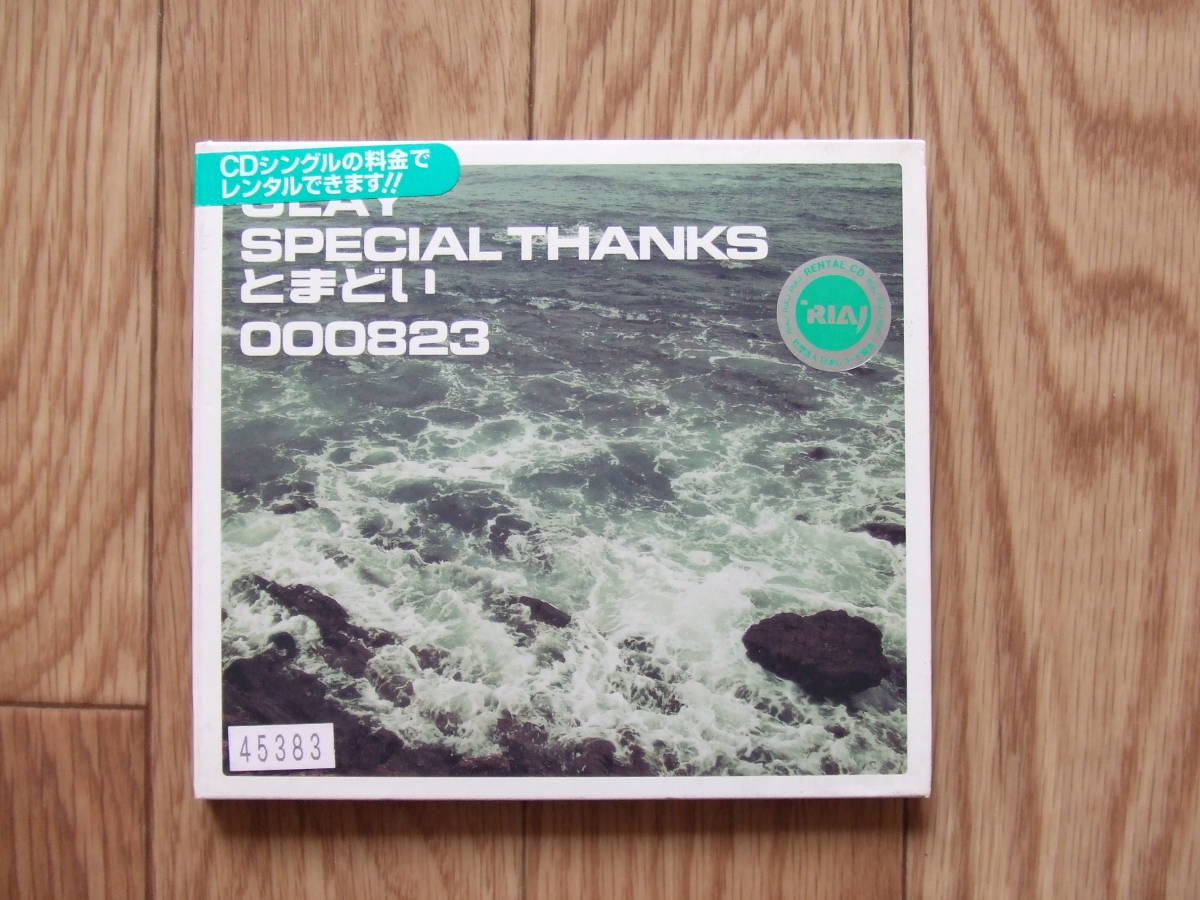 CDシングルの料金で
レンタルできます!!
GLAY
SPECIAL THANKS
とまどい
000823
RENTAL CD
RIAJ
45383